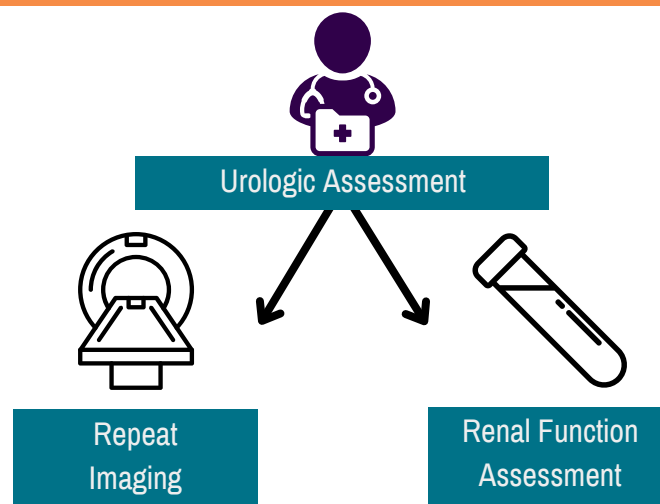 Urologic Assessment
Repeat
Imaging
Renal Function
Assessment